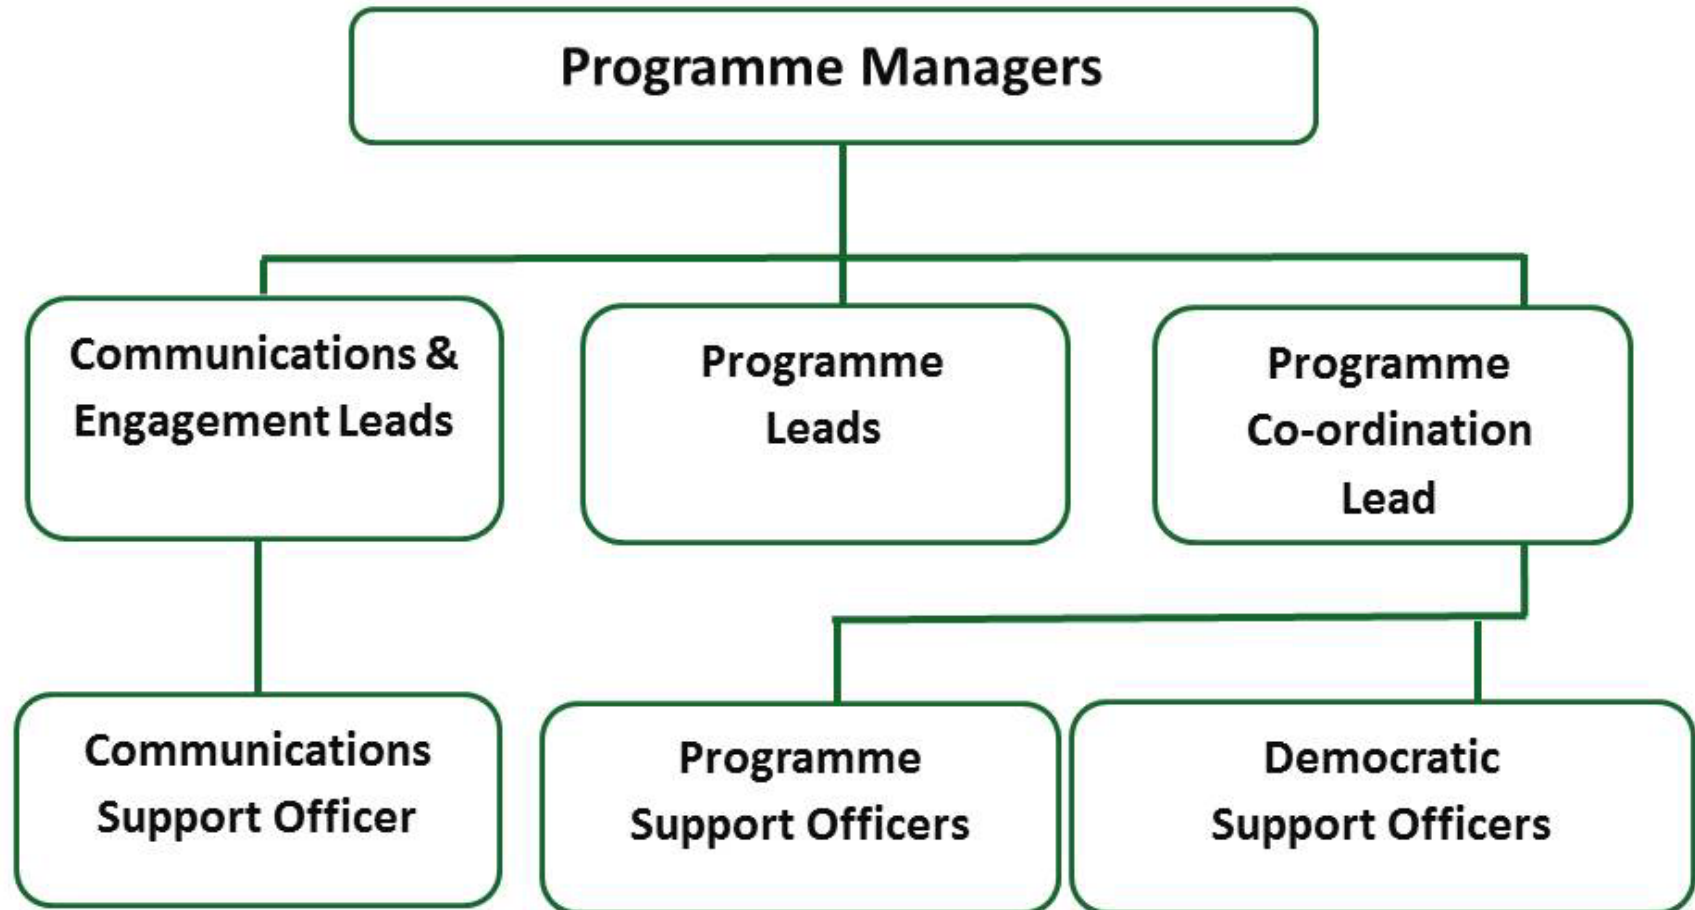 Programme Managers
Communications &
Engagement Leads
Programme
Leads
Programme
Co-ordination
Lead
Communications
Support Officer
Programme
Support Officers
Democratic
Support Officers